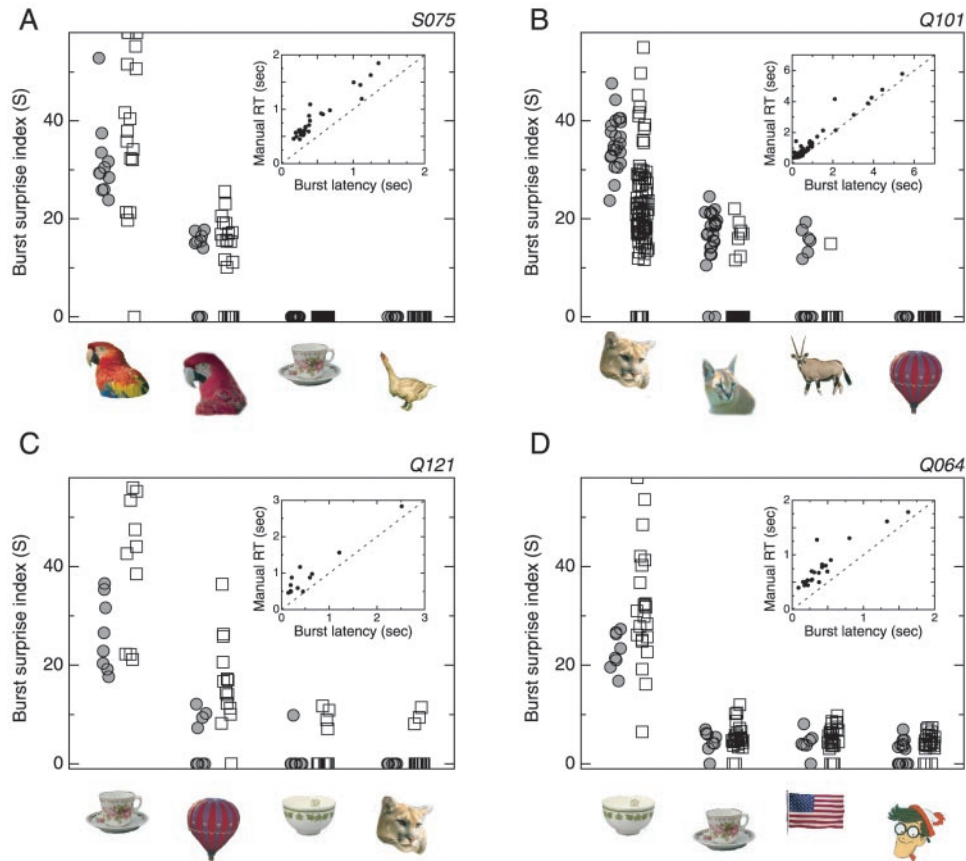 A
S075
Burst surprise index (S)
40
20
0
Manual RT (sec)
2
1
0
0
1
2
Burst latency (sec)
B
Q101
Burst surprise index (S)
40
20
0
Manual RT (sec)
6
4
2
0
0
2
4
6
Burst latency (sec)
C
Q121
Burst surprise index (S)
40
20
0
Manual RT (sec)
3
2
1
0
0
1
2
3
Burst latency (sec)
D
Q064
Burst surprise index (S)
40
20
0
Manual RT (sec)
2
1
0
0
1
2
Burst latency (sec)